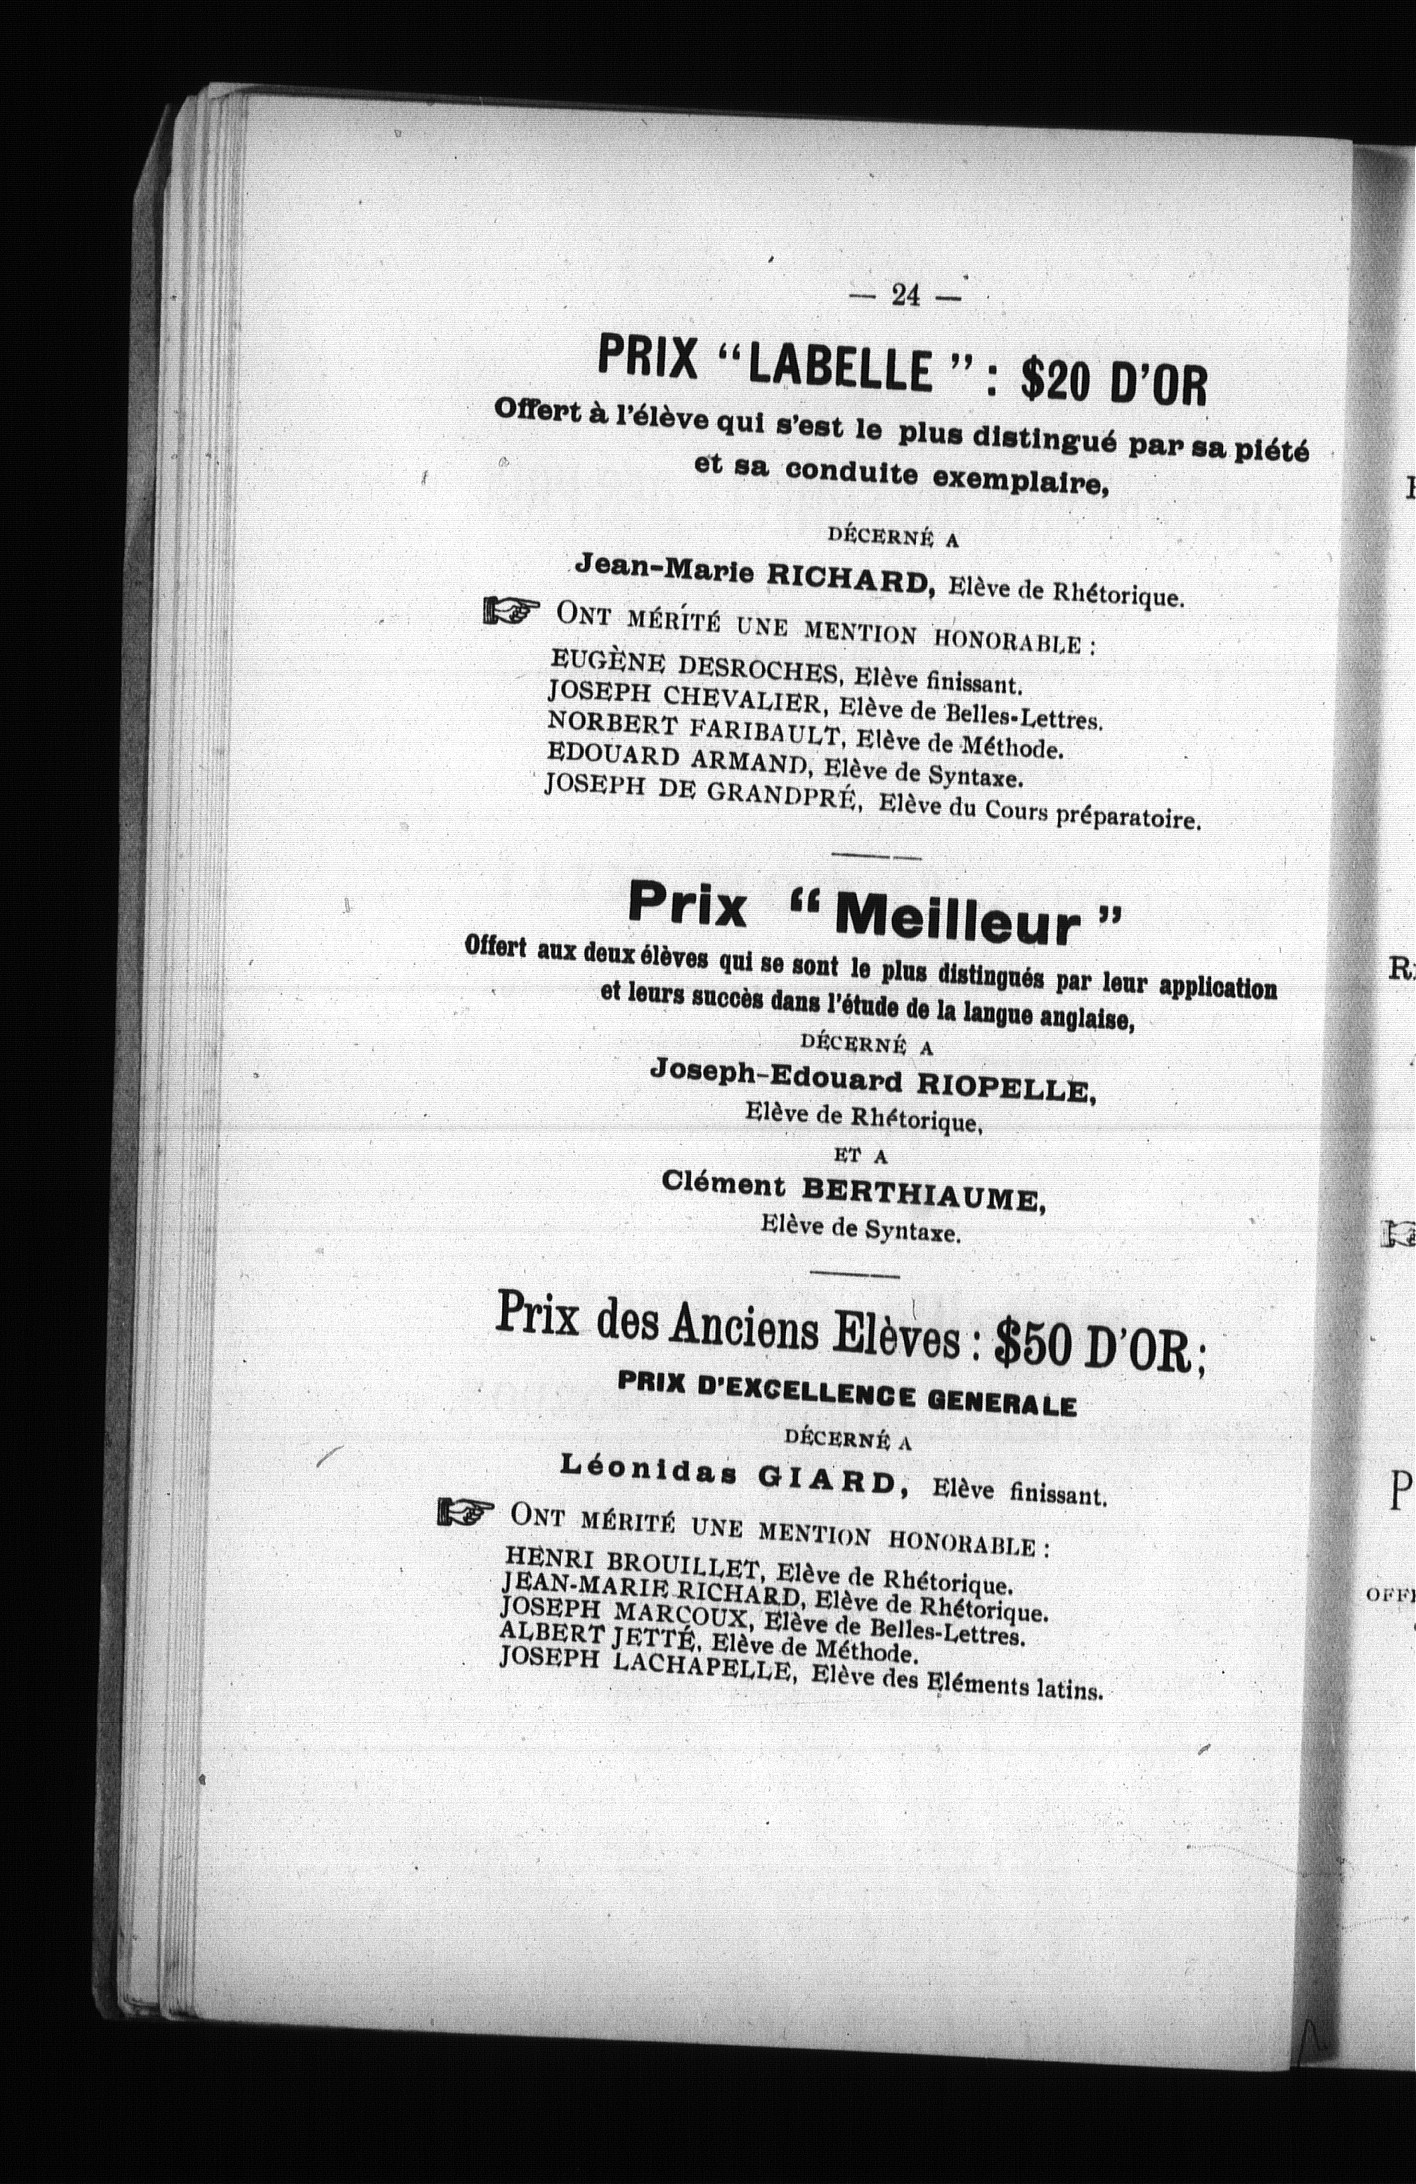 — 24 —
PRIX “LABELLE” : $20 D’OR
Offert à l’élève qui s’est le plus distingué par sa piété
et sa conduite exemplaire,
DÉCERNÉ A
Jean-Marie RICHARD, Elève de Rhétorique.
ONT MÉRITÉ UNE MENTION HONORABLE :
EUGÈNE DESROCHES, Elève finissant.
JOSEPH CHEVALIER, Elève de Belles-Lettres.
NORBERT FARIBAULT, Elève de Méthode.
EDOUARD ARMAND, Elève de Syntaxe.
JOSEPH DE GRANDPRÉ, Elève du Cours préparatoire.
Prix “Meilleur”
Offert aux deux élèves qui se sont le plus distingués par leur application
et leurs succès dans l’étude de la langue anglaise,
DÉCERNÉ A
Joseph-Edouard RIOPELLE,
Elève de Rhétorique,
ET A
Clément BERTHIAUME,
Elève de Syntaxe.
Prix des Anciens Elèves : $50 D’OR;
PRIX D’EXCELLENCE GENERALE
DÉCERNÉ A
Léonidas GIARD, Elève finissant.
ONT MÉRITÉ UNE MENTION HONORABLE :
HENRI BROUILLET, Elève de Rhétorique.
JEAN-MARIE RICHARD, Elève de Rhétorique.
JOSEPH MARCOUX, Elève de Belles-Lettres.
ALBERT JETTÉ, Elève de Méthode.
JOSEPH LACHAPELLE, Elève des Eléments latins.